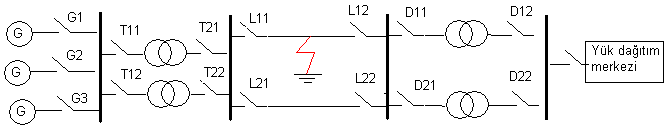 G1
G
T11
T21
L11
L12
D11
D12
G2
G
T12
T22
L21
L22
D21
D22
Yük dağıtım
merkezi
G3
G